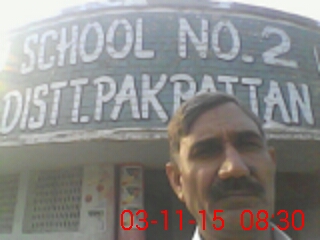 SCHOOL NO.2
DISTT.PAKPATTAN
03-11-15 08:30